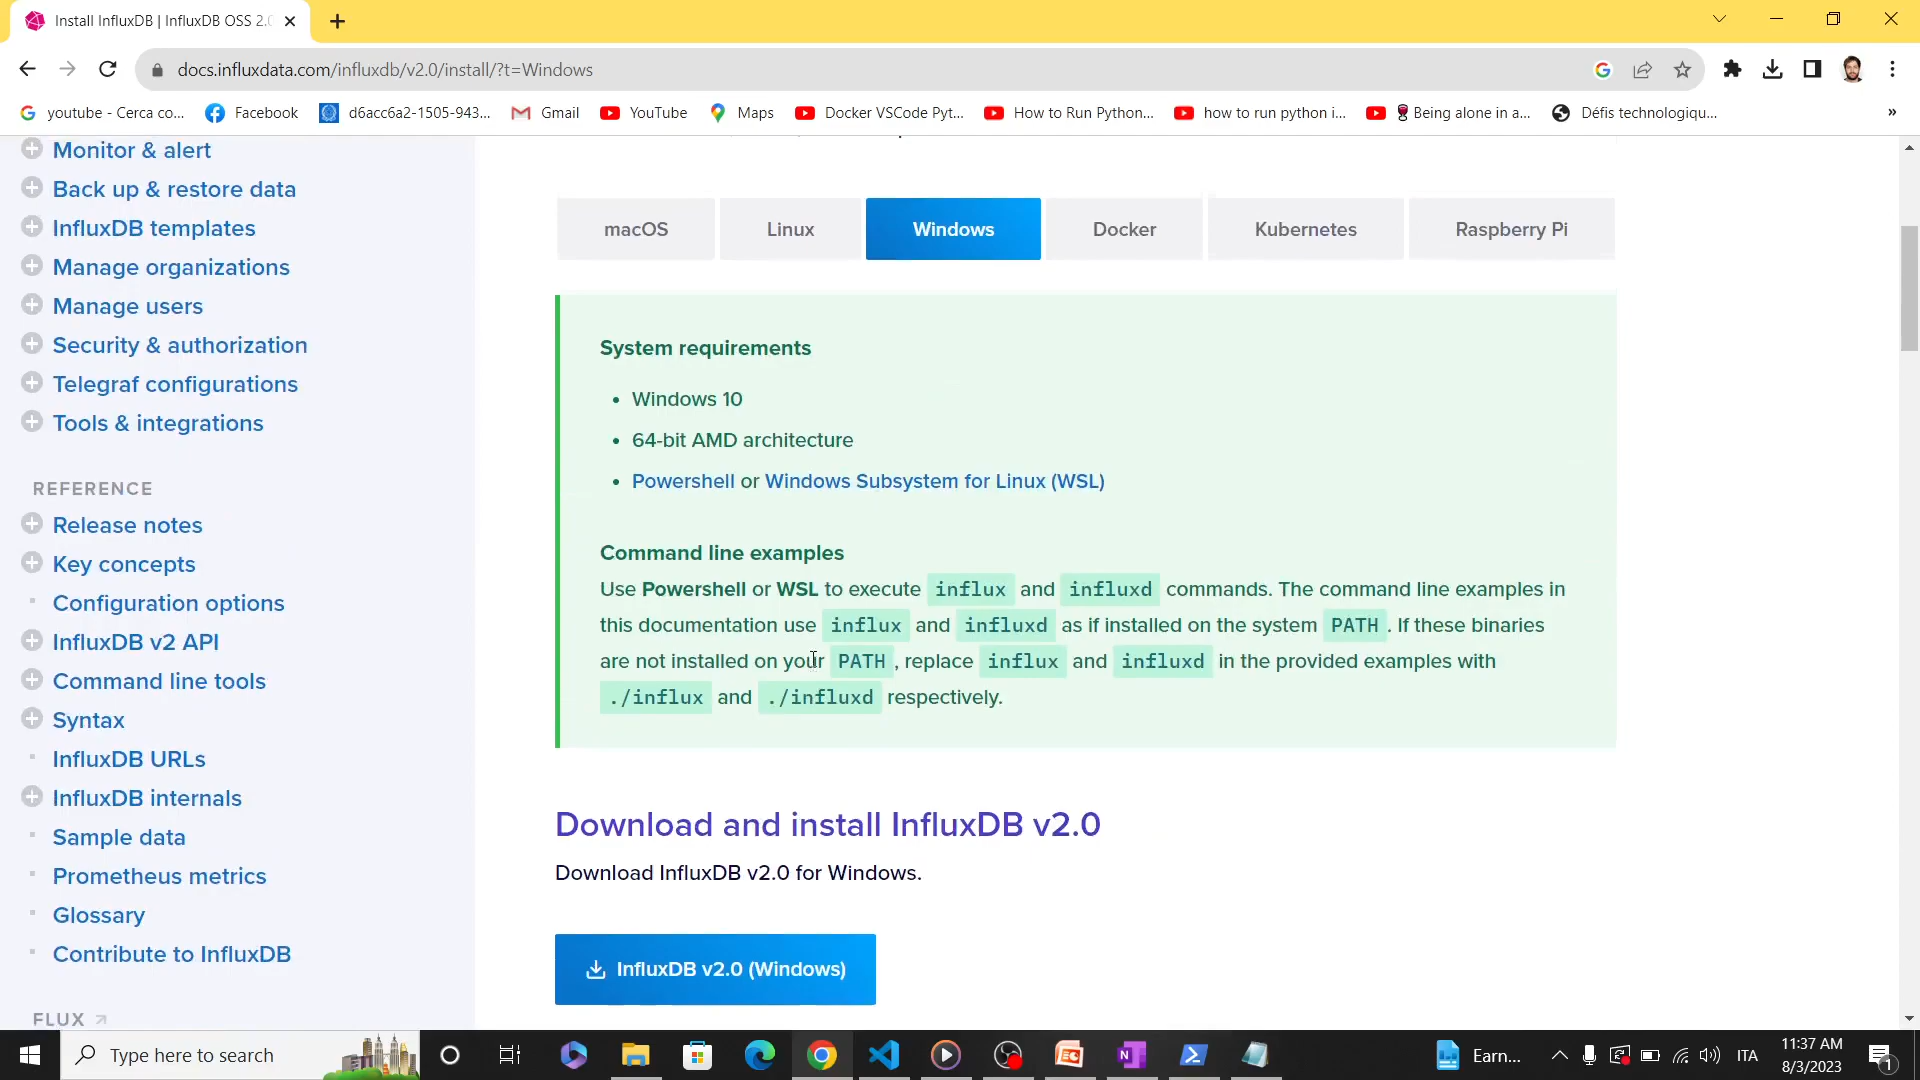 Install InfluxDB | InfluxDB OSS 2.0
docs.influxdata.com/influxdb/v2.0/install/?t=Windows
youtube - Cerca co...
Facebook
d6acc6a2-1505-943...
Gmail
YouTube
Maps
Docker VSCode Pyt...
How to Run Python...
how to run python i...
Being alone in a...
Défis technologiqu...
»
Monitor & alert
Back up & restore data
InfluxDB templates
Manage organizations
Manage users
Security & authorization
Telegraf configurations
Tools & integrations
REFERENCE
Release notes
Key concepts
Configuration options
InfluxDB v2 API
Command line tools
Syntax
InfluxDB URLs
InfluxDB internals
Sample data
Prometheus metrics
Glossary
Contribute to InfluxDB
FLUX
macOS
Linux
Windows
Docker
Kubernetes
Raspberry Pi
System requirements
• Windows 10
• 64-bit AMD architecture
• Powershell or Windows Subsystem for Linux (WSL)
Command line examples
Use Powershell or WSL to execute influx and influxd commands. The command line examples in
this documentation use influx and influxd as if installed on the system PATH . If these binaries
are not installed on your PATH , replace influx and influxd in the provided examples with
./influx and ./influxd respectively.
Download and install InfluxDB v2.0
Download InfluxDB v2.0 for Windows.
InfluxDB v2.0 (Windows)
Type here to search
Earn...
ITA
11:37 AM
8/3/2023
1